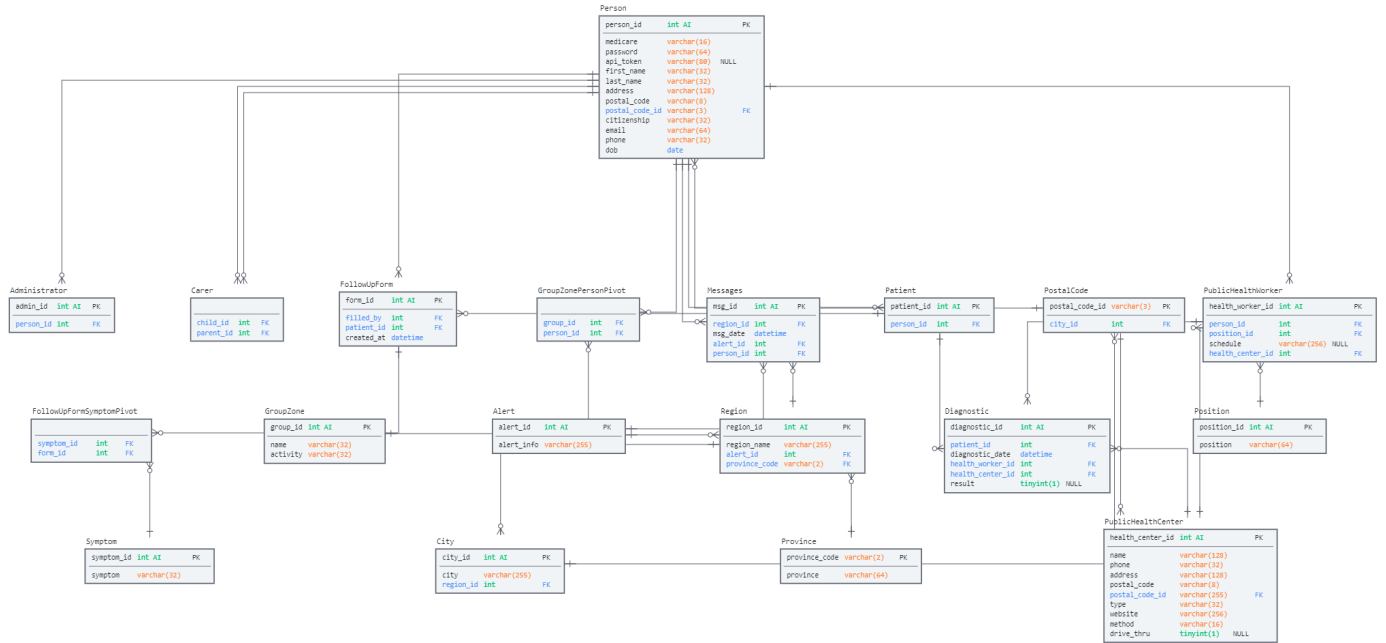 Person
person_id int AI PK
medicare varchar(16)
password varchar(64)
api_token varchar(80) NULL
first_name varchar(32)
last_name varchar(32)
address varchar(128)
postal_code varchar(8)
postal_code_id varchar(3) FK
citizenship varchar(32)
email varchar(64)
phone varchar(32)
dob date
Administrator
admin_id int AI PK
person_id int FK
Carer
child_id int FK
parent_id int FK
FollowUpForm
form_id int AI PK
filled_by int FK
patient_id int FK
created_at datetime
GroupZonePersonPivot
group_id int FK
person_id int FK
Messages
msg_id int AI PK
region_id int FK
msg_date datetime
alert_id int FK
person_id int FK
Patient
patient_id int AI PK
person_id int FK
PostalCode
postal_code_id varchar(3) PK
city_id int FK
PublicHealthWorker
health_worker_id int AI PK
person_id int FK
position_id int FK
schedule varchar(256) NULL
health_center_id int FK
FollowUpFormSymptomPivot
symptom_id int FK
form_id int FK
GroupZone
group_id int AI PK
name varchar(32)
activity varchar(32)
Alert
alert_id int AI PK
alert_info varchar(255)
Region
region_id int AI PK
region_name varchar(255)
alert_id int FK
province_code varchar(2) FK
Diagnostic
diagnostic_id int AI PK
patient_id int FK
diagnostic_date datetime
health_worker_id int FK
health_center_id int FK
result tinyint(1) NULL
Position
position_id int AI PK
position varchar(64)
Symptom
symptom_id int AI PK
symptom varchar(32)
City
city_id int AI PK
city varchar(255)
region_id int FK
Province
province_code varchar(2) PK
province varchar(64)
PublicHealthCenter
health_center_id int AI PK
name varchar(128)
phone varchar(32)
address varchar(128)
postal_code varchar(8)
postal_code_id varchar(255) FK
type varchar(32)
website varchar(256)
method varchar(16)
drive_thru tinyint(1) NULL